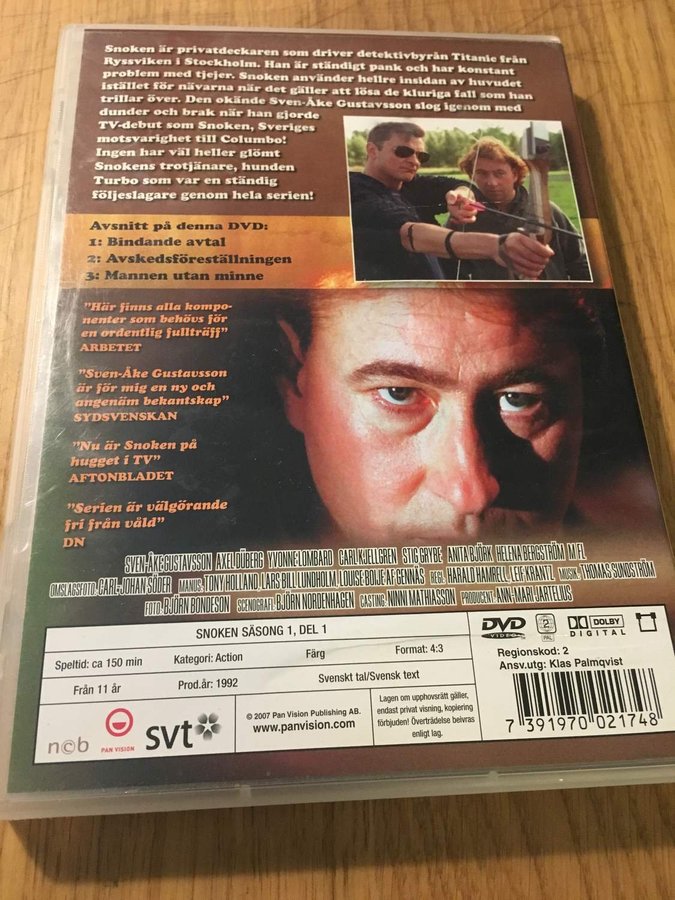 Snoken är privatdeckaren som driver detektivbyrån Titanic från
Ryssviken i Stockholm. Han är ständigt pank och har konstant
problem med tjejer. Snoken använder hellre insidan av huvudet
istället för nävarna när det gäller att lösa de kluriga fall som han
trillar över. Den okände Sven-Åke Gustavsson slog igenom med
dunder och brak när han gjorde
TV-debut som Snoken, Sveriges
motsvarighet till Columbo!
Ingen har väl heller glömt
Snokens trotjänare, hunden
Turbo som var en ständig
följeslagare genom hela serien!
Avsnitt på denna DVD:
1: Bindande avtal
2: Avskedsföreställningen
3: Mannen utan minne
"Här finns alla kompo-
nenter som behövs för
en ordentlig fullträff"
ARBETET
"Sven-Åke Gustavsson
är för mig en ny och
angenäm bekantskap"
SYDSVENSKAN
"Nu är Snoken på
hugget i TV"
AFTONBLADET
"Serien är välgörande
fri från våld"
DN
SVEN-ÅKE GUSTAVSSON AXEL DÜBERG YVONNE LOMBARD CARL KJELLGREN STIG GRYBE ANITA BJÖRK HELENA BERGSTRÖM M FL
OMSLAGSFOTO: CARL-JOHAN SÖDER MANUS: TONY HOLLAND, LARS BILL LUNDHOLM, LOUISE BOIJE AF GENNÄS REGI: HARALD HAMRELL, LEIF KRANTZ MUSIK: THOMAS SUNDSTRÖM
FOTO: BJÖRN BONDESON SCENOGRAFI: BJÖRN NORDENHAGEN CASTING: NINNI MATHIASSON PRODUCENT: ANN-MARI JARTELIUS
SNOKEN SÄSONG 1, DEL 1
Speltid: ca 150 min
Kategori: Action
Färg
Format: 4:3
Från 11 år
Prod.år: 1992
Svenskt tal/Svensk text
ncb
PAN VISION
svt
© 2007 Pan Vision Publishing AB.
www.panvision.com
Lagen om upphovsrätt gäller,
endast privat visning, kopiering
förbjuden! Överträdelse beivras
enligt lag.
DVD
VIDEO
2
PAL
DOLBY
DIGITAL
Regionskod: 2
Ansv.utg: Klas Palmqvist
7 391970 021748